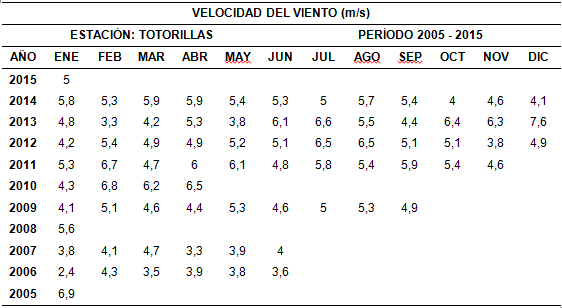 VELOCIDAD DEL VIENTO (m/s)
ESTACIÓN: TOTORILLAS PERÍODO 2005 - 2015
AÑO ENE FEB MAR ABR MAY JUN JUL AGO SEP OCT NOV DIC
2015 5
2014 5,8 5,3 5,9 5,9 5,4 5,3 5 5,7 5,4 4 4,6 4,1
2013 4,8 3,3 4,2 5,3 3,8 6,1 6,6 5,5 4,4 6,4 6,3 7,6
2012 4,2 5,4 4,9 4,9 5,2 5,1 6,5 6,5 5,1 5,1 3,8 4,9
2011 5,3 6,7 4,7 6 6,1 4,8 5,8 5,4 5,9 5,4 4,6
2010 4,3 6,8 6,2 6,5
2009 4,1 5,1 4,6 4,4 5,3 4,6 5 5,3 4,9
2008 5,6
2007 3,8 4,1 4,7 3,3 3,9 4
2006 2,4 4,3 3,5 3,9 3,8 3,6
2005 6,9